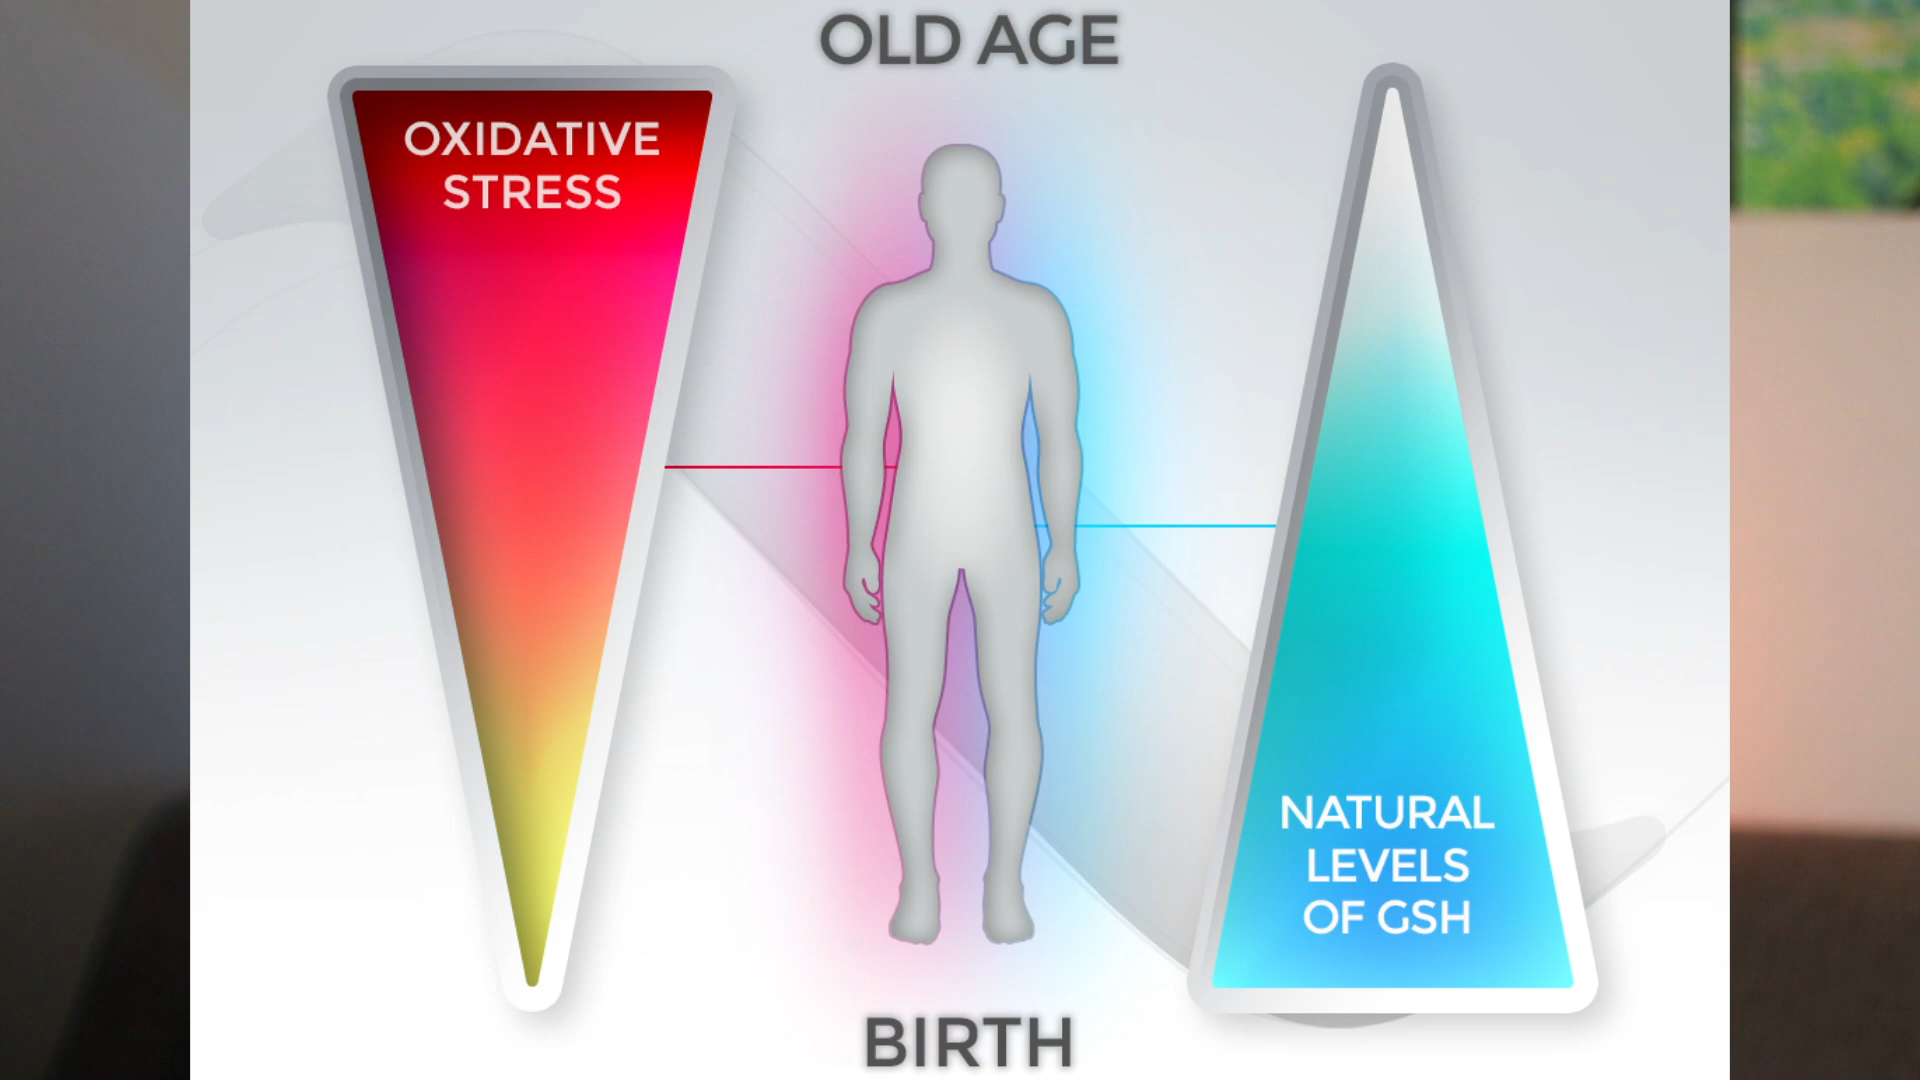 OLD AGE
OXIDATIVE
STRESS
NATURAL
LEVELS
OF GSH
BIRTH